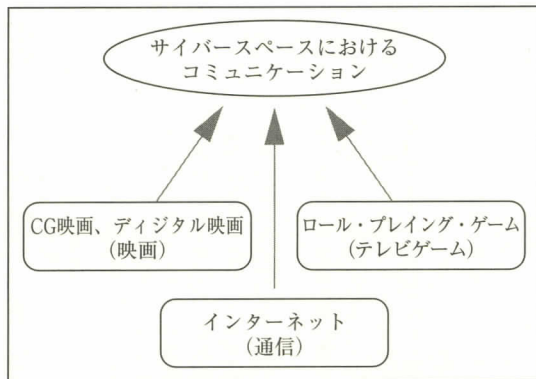 サイバースペースにおける
コミュニケーション
CG映画、ディジタル映画
(映画)
ロール・プレイング・ゲーム
(テレビゲーム)
インターネット
(通信)